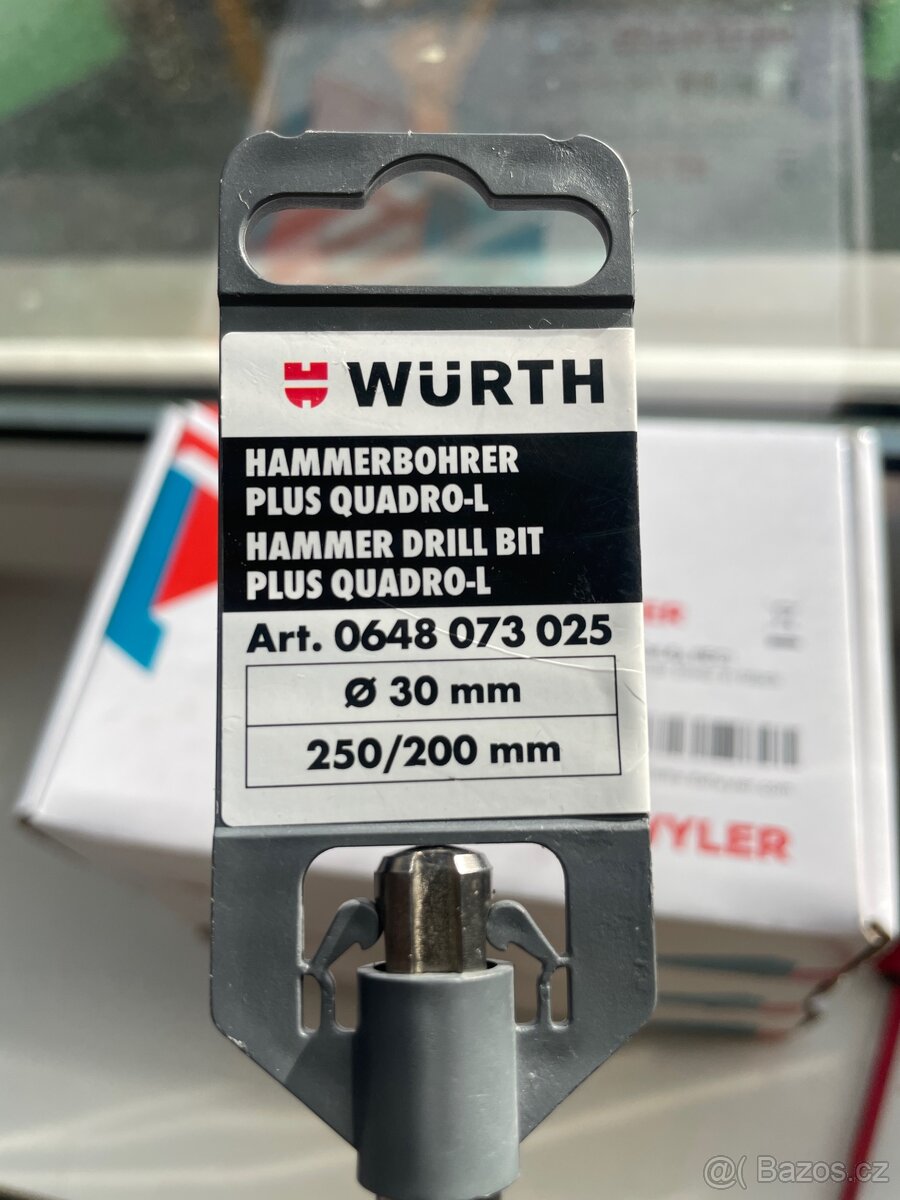 WÜRTH
HAMMERBOHRER
PLUS QUADRO-L
HAMMER DRILL BIT
PLUS QUADRO-L
Art. 0648 073 025
Ø 30 mm
250/200 mm
YLER
@( Bazos.cz